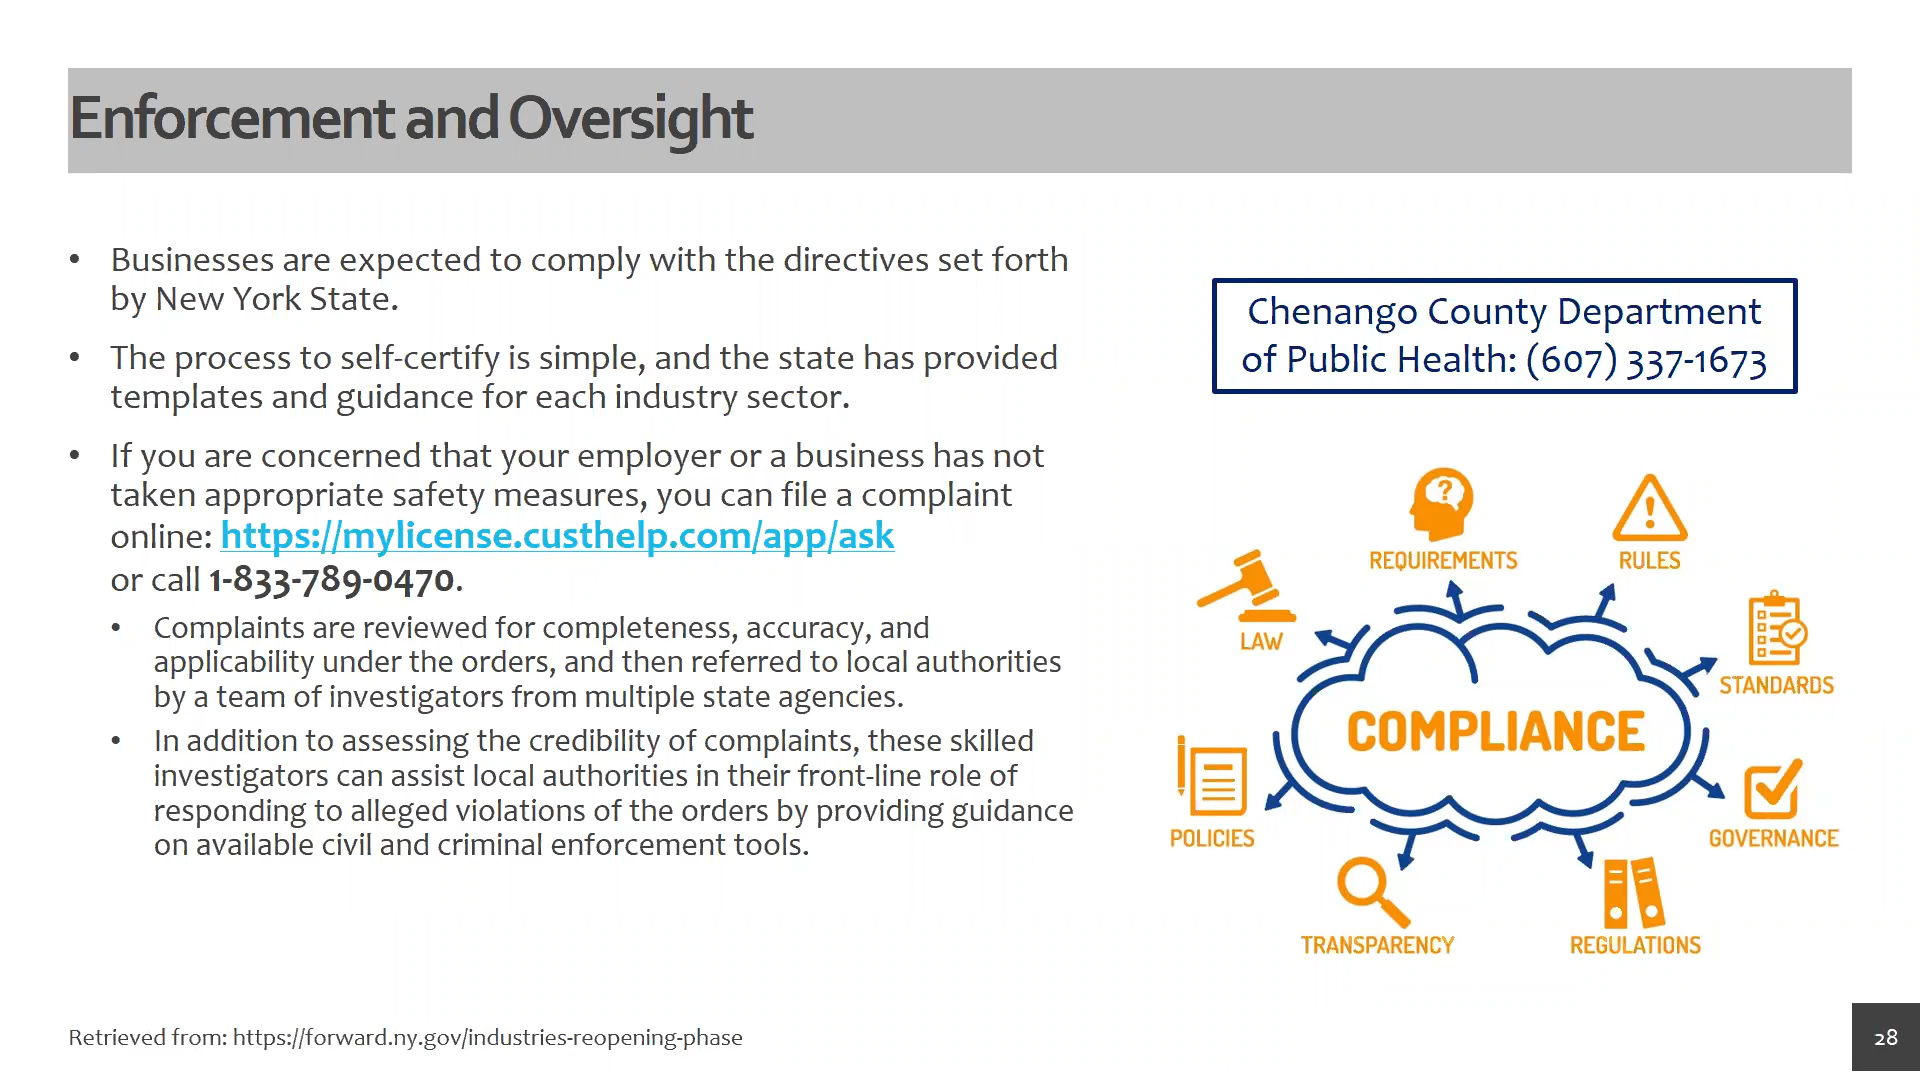 Enforcement and Oversight
• Businesses are expected to comply with the directives set forth
by New York State.
• The process to self-certify is simple, and the state has provided
templates and guidance for each industry sector.
• If you are concerned that your employer or a business has not
taken appropriate safety measures, you can file a complaint
online: https://mylicense.custhelp.com/app/ask
or call 1-833-789-0470.
• Complaints are reviewed for completeness, accuracy, and
applicability under the orders, and then referred to local authorities
by a team of investigators from multiple state agencies.
• In addition to assessing the credibility of complaints, these skilled
investigators can assist local authorities in their front-line role of
responding to alleged violations of the orders by providing guidance
on available civil and criminal enforcement tools.
Chenango County Department
of Public Health: (607) 337-1673
?
!
REQUIREMENTS
RULES
LAW
STANDARDS
COMPLIANCE
POLICIES
GOVERNANCE
TRANSPARENCY
REGULATIONS
Retrieved from: https://forward.ny.gov/industries-reopening-phase
28